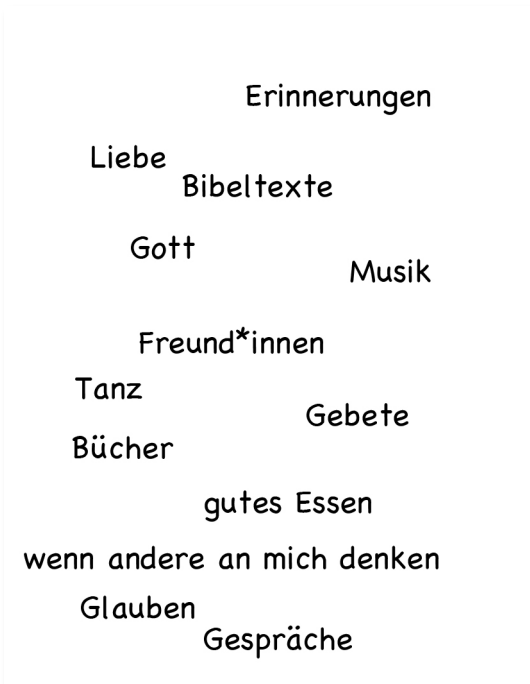 Erinnerungen
Liebe
Bibeltexte
Gott
Musik
Freund*innen
Tanz
Gebete
Bücher
gutes Essen
wenn andere an mich denken
Glauben
Gespräche